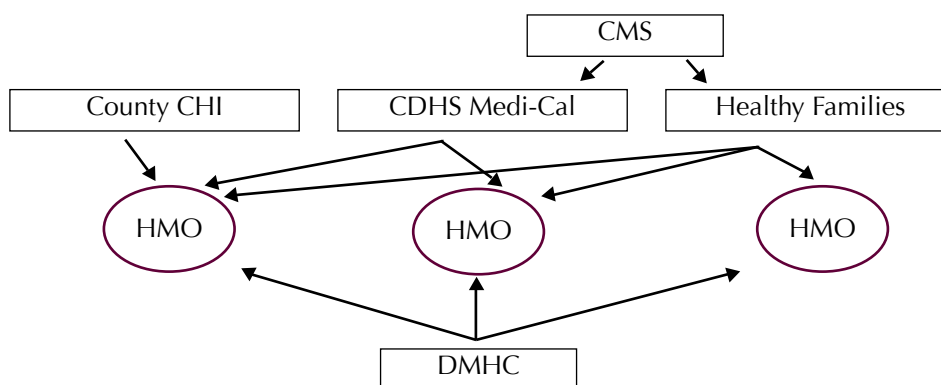 CMS
County CHI
CDHS Medi-Cal
Healthy Families
HMO
HMO
HMO
DMHC